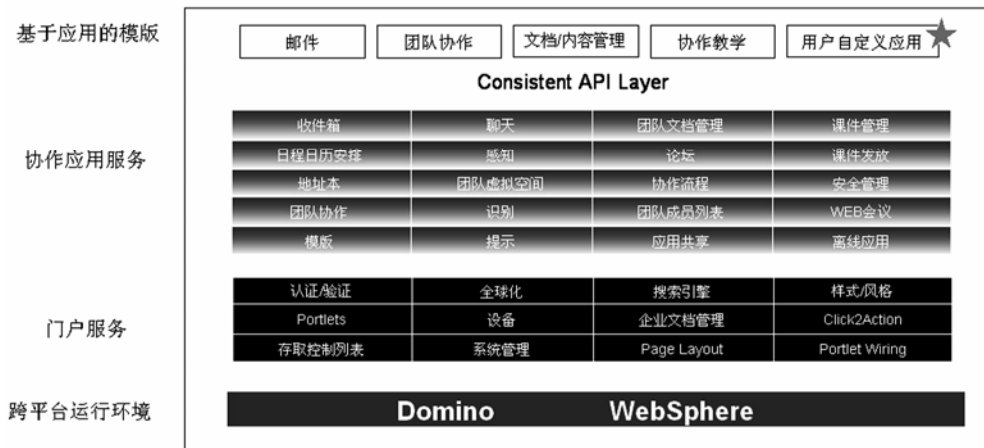 基于应用的模版
邮件 团队协作 文档/内容管理 协作教学 用户自定义应用
Consistent API Layer
协作应用服务
收件箱 聊天 团队文档管理 课件管理
日程日历安排 感知 论坛 课件发放
地址本 团队虚拟空间 协作流程 安全管理
团队协作 识别 团队成员列表 WEB会议
模版 提示 应用共享 离线应用
门户服务
认证/验证 全球化 搜索引擎 样式/风格
Portlets 设备 企业文档管理 Click2Action
存取控制列表 系统管理 Page Layout Portlet Wiring
跨平台运行环境
Domino WebSphere